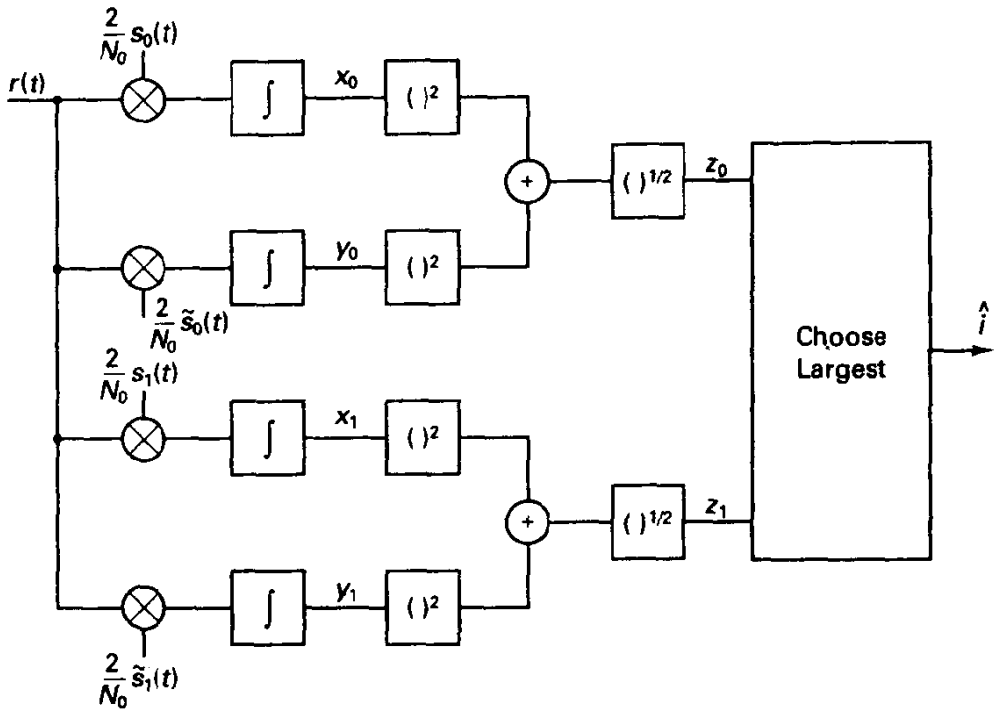 2/N₀ s₀(t)
r(t)
∫
x₀
( )²
+
( )¹/²
z₀
2/N₀ s̃₀(t)
∫
y₀
( )²
Choose
Largest
î
2/N₀ s₁(t)
∫
x₁
( )²
+
( )¹/²
z₁
2/N₀ s̃₁(t)
∫
y₁
( )²